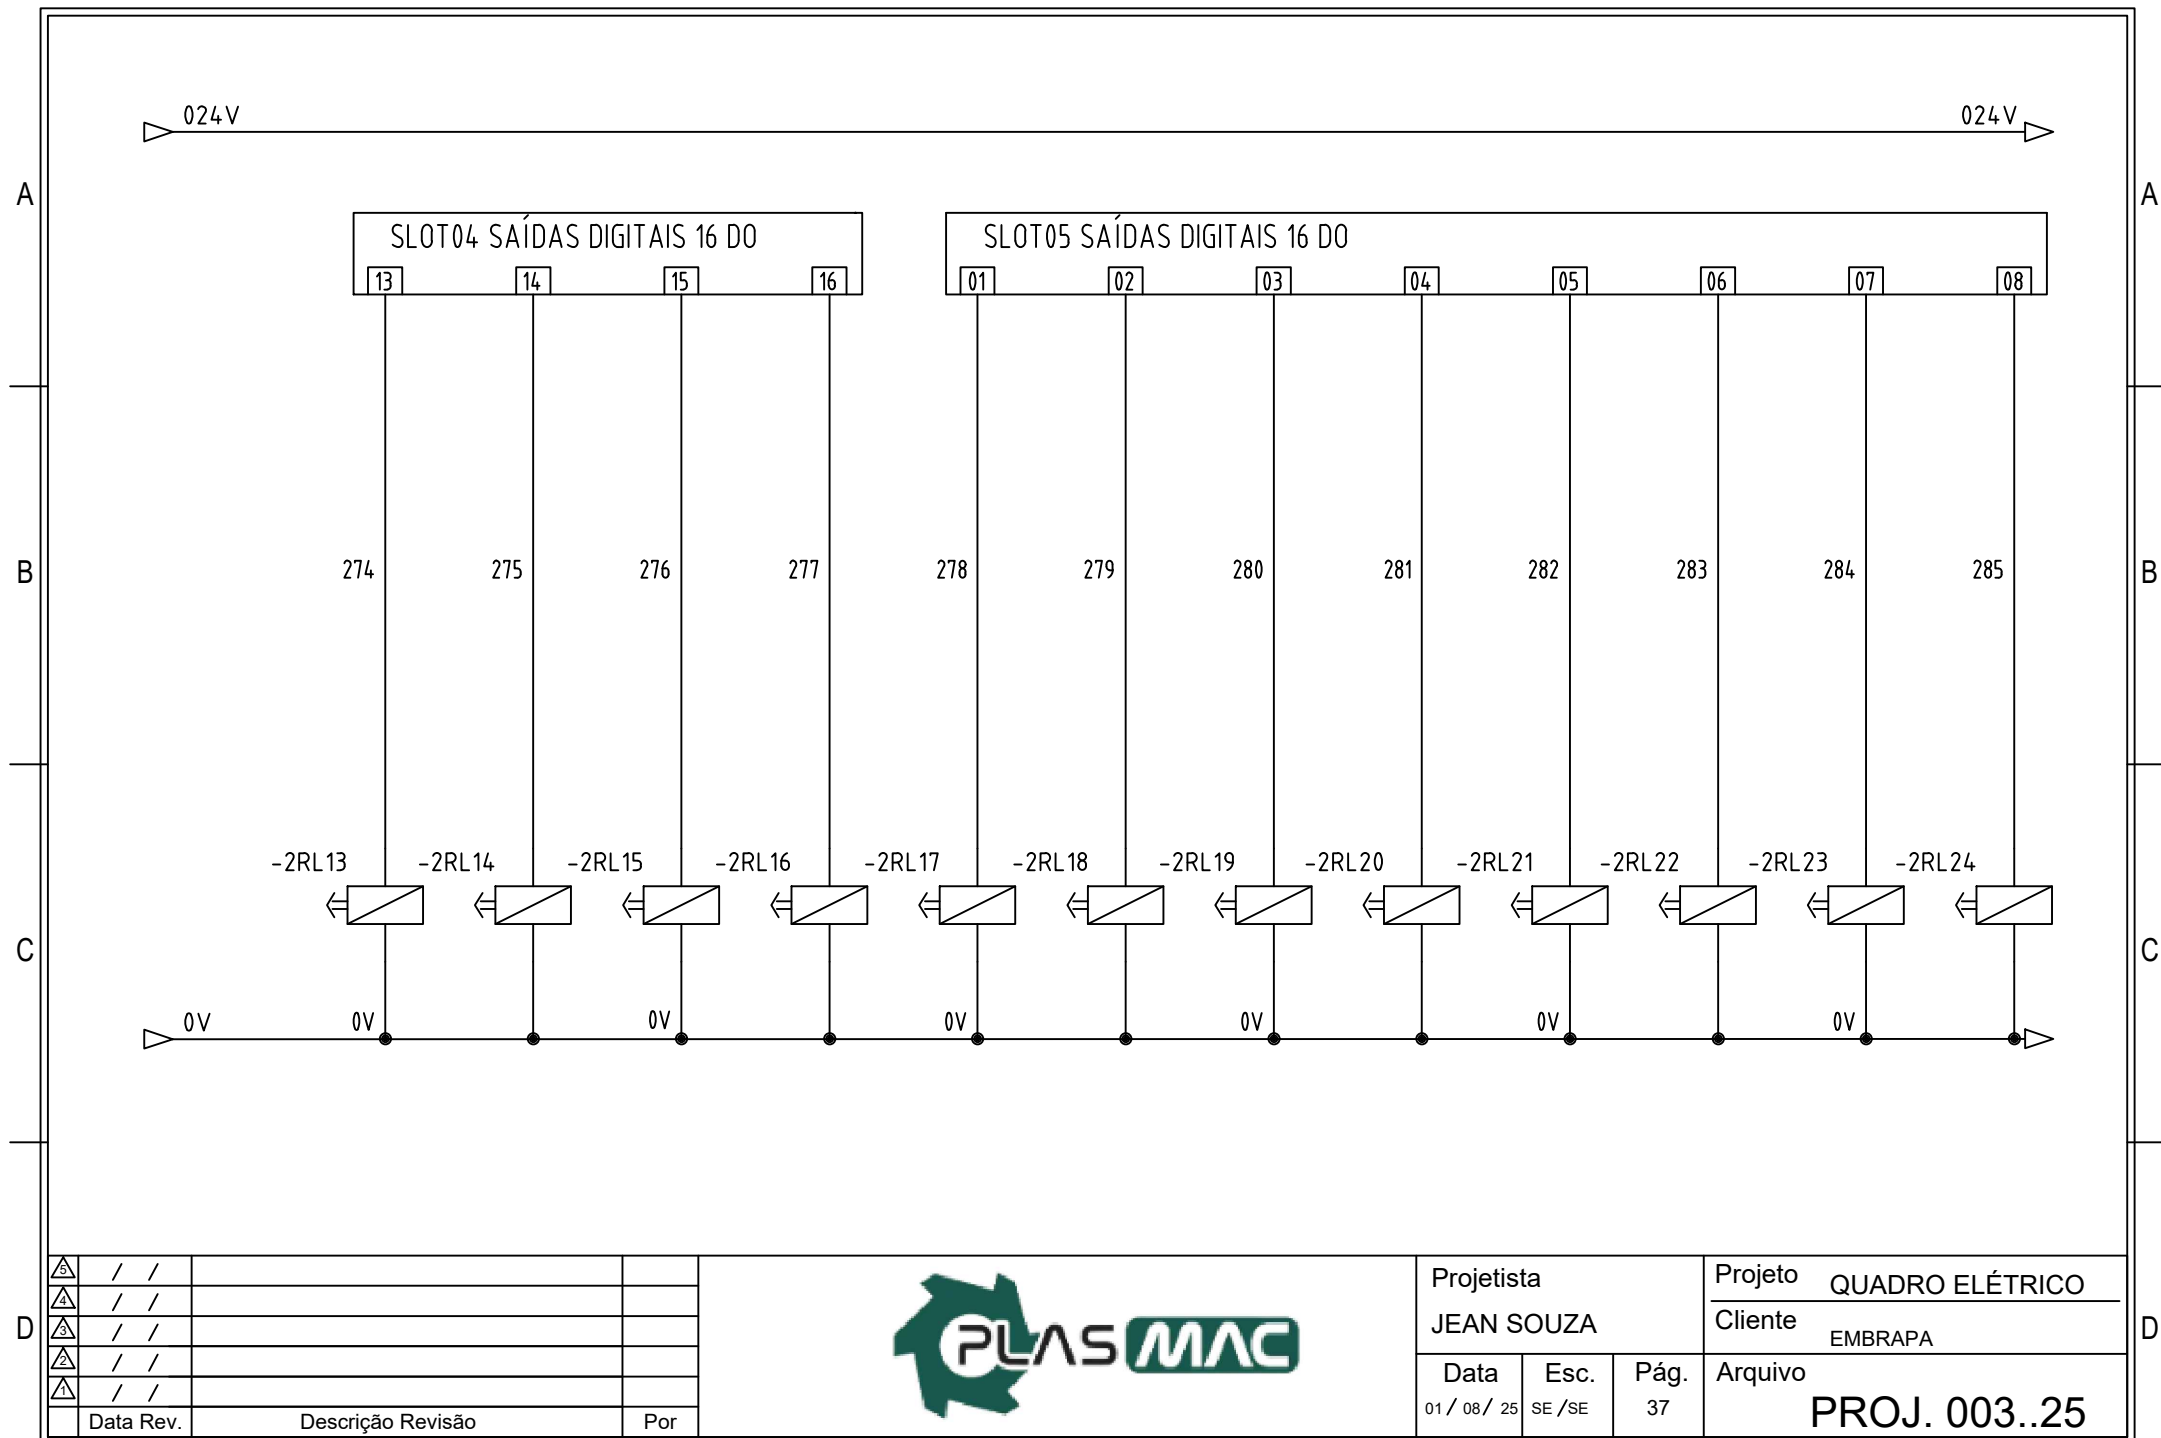 024V 024V
A A
SLOT04 SAÍDAS DIGITAIS 16 DO SLOT05 SAÍDAS DIGITAIS 16 DO
13 14 15 16 01 02 03 04 05 06 07 08
B 274 275 276 277 278 279 280 281 282 283 284 285 B
-2RL13 -2RL14 -2RL15 -2RL16 -2RL17 -2RL18 -2RL19 -2RL20 -2RL21 -2RL22 -2RL23 -2RL24
C C
0V 0V 0V 0V 0V 0V 0V
5 / /
4 / /
D 3 / / D
2 / /
1 / /
Data Rev. Descrição Revisão Por
PLASMAC
Projetista
JEAN SOUZA
Projeto QUADRO ELÉTRICO
Cliente EMBRAPA
Data Esc. Pág.
01 / 08 / 25 SE /SE 37
Arquivo
PROJ. 003..25